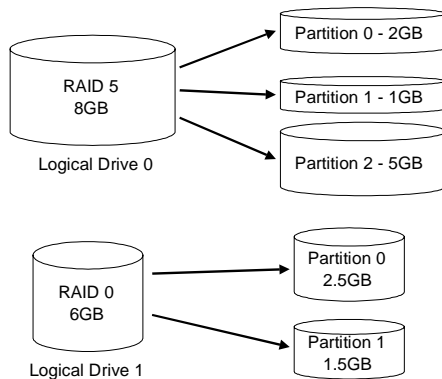 RAID 5
8GB
Logical Drive 0
Partition 0 - 2GB
Partition 1 - 1GB
Partition 2 - 5GB
RAID 0
6GB
Logical Drive 1
Partition 0
2.5GB
Partition 1
1.5GB